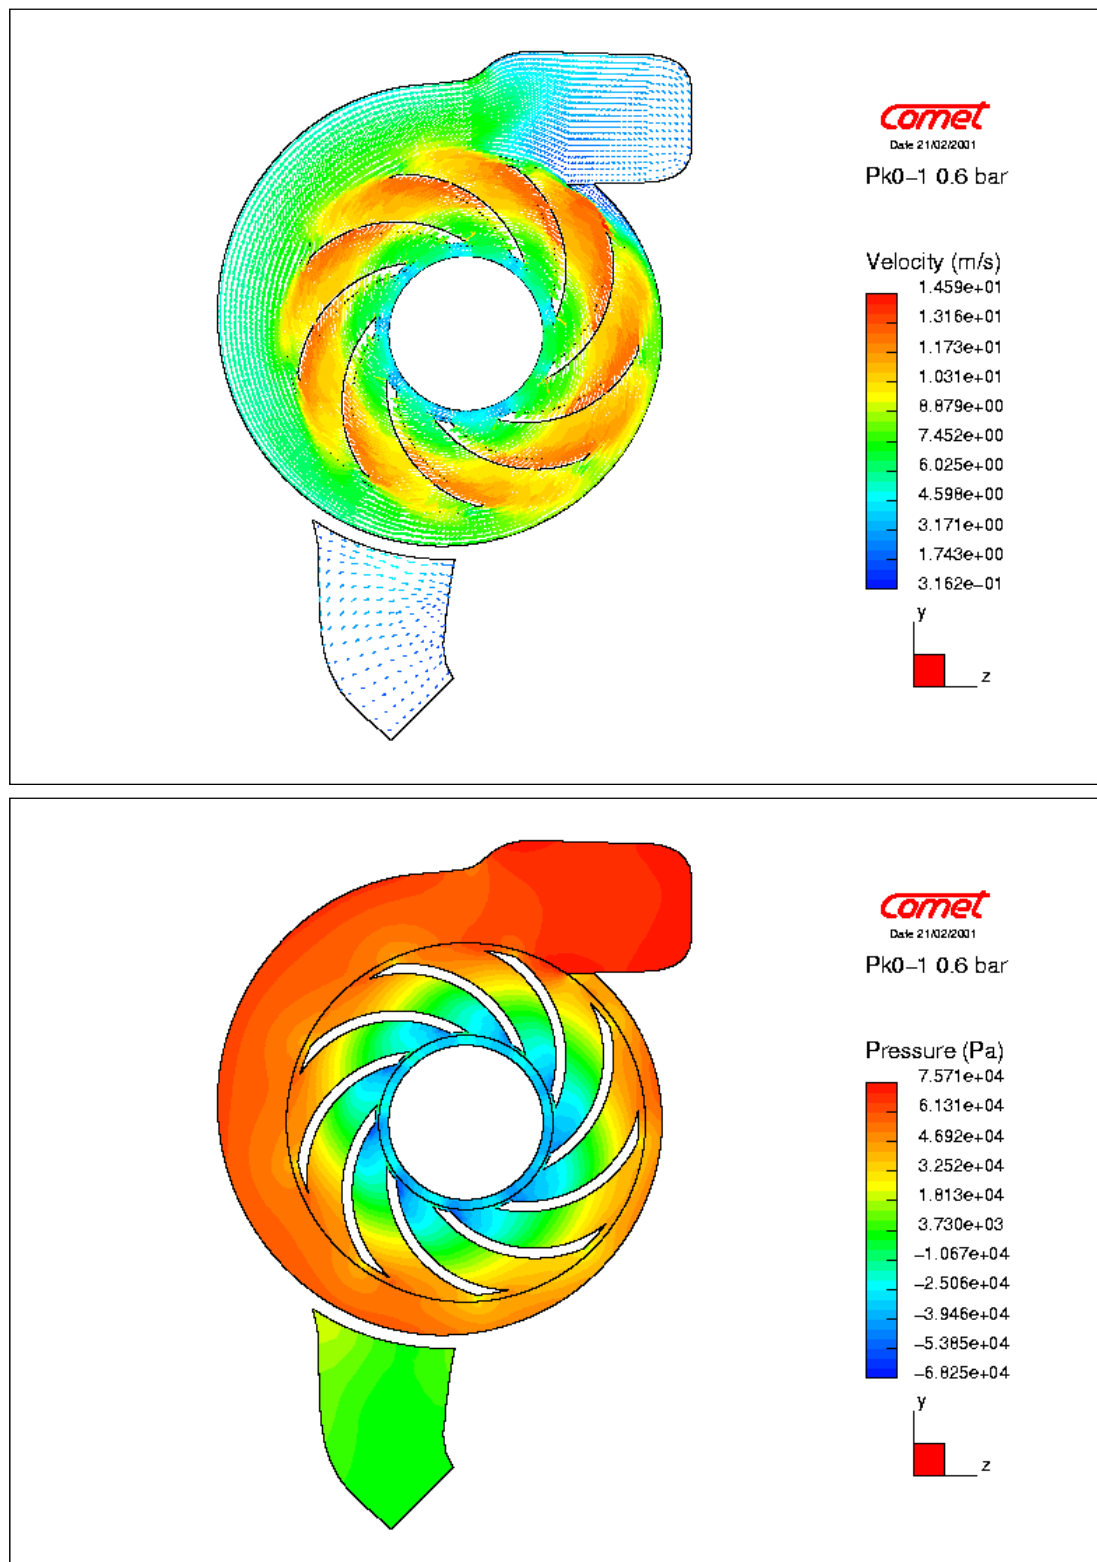 Comet
Date 21/02/2001
Pk0-1 0.6 bar
Velocity (m/s)
1.459e+01
1.316e+01
1.173e+01
1.031e+01
8.879e+00
7.452e+00
6.025e+00
4.598e+00
3.171e+00
1.743e+00
3.162e-01
y
z
Comet
Date 21/02/2001
Pk0-1 0.6 bar
Pressure (Pa)
7.571e+04
6.131e+04
4.692e+04
3.252e+04
1.813e+04
3.730e+03
-1.067e+04
-2.506e+04
-3.946e+04
-5.385e+04
-6.825e+04
y
z